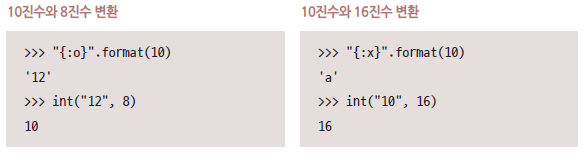 10진수와 8진수 변환
>>> "{:o}".format(10)
'12'
>>> int("12", 8)
10
10진수와 16진수 변환
>>> "{:x}".format(10)
'a'
>>> int("10", 16)
16